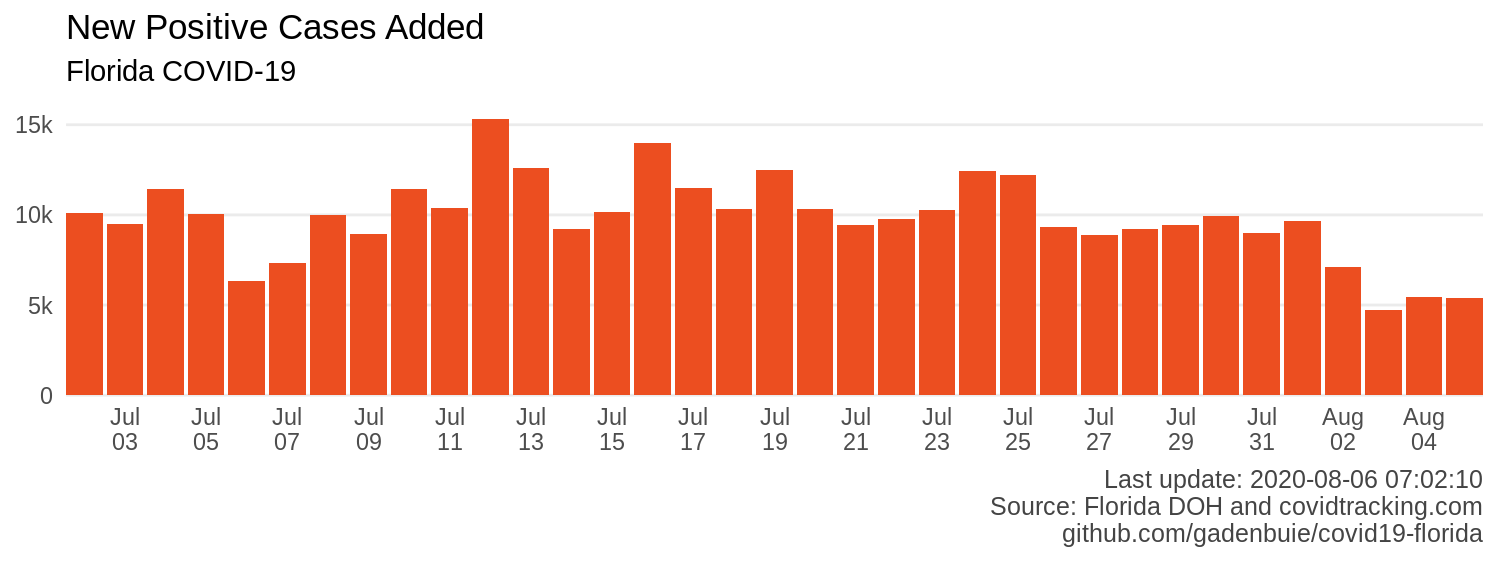 New Positive Cases Added
Florida COVID-19
15k
10k
5k
0
Jul Jul Jul Jul Jul Jul Jul Jul Jul Jul Jul Jul Jul Jul Jul Aug Aug
03 05 07 09 11 13 15 17 19 21 23 25 27 29 31 02 04
Last update: 2020-08-06 07:02:10
Source: Florida DOH and covidtracking.com
github.com/gadenbuie/covid19-florida